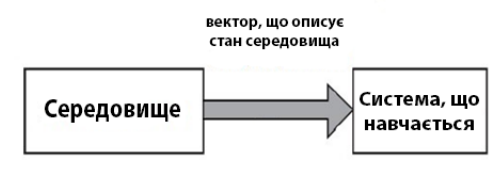 вектор, що описує
стан середовища
Середовище
Система, що
навчається